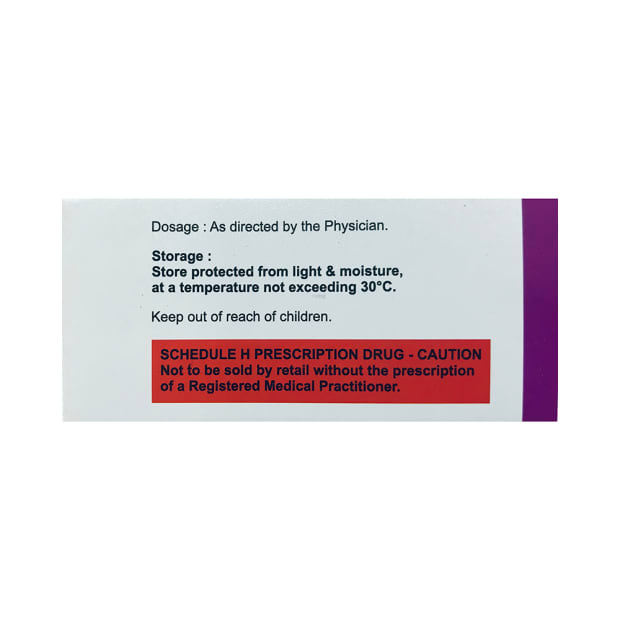 Dosage : As directed by the Physician.
Storage :
Store protected from light & moisture,
at a temperature not exceeding 30°C.
Keep out of reach of children.
SCHEDULE H PRESCRIPTION DRUG - CAUTION
Not to be sold by retail without the prescription
of a Registered Medical Practitioner.